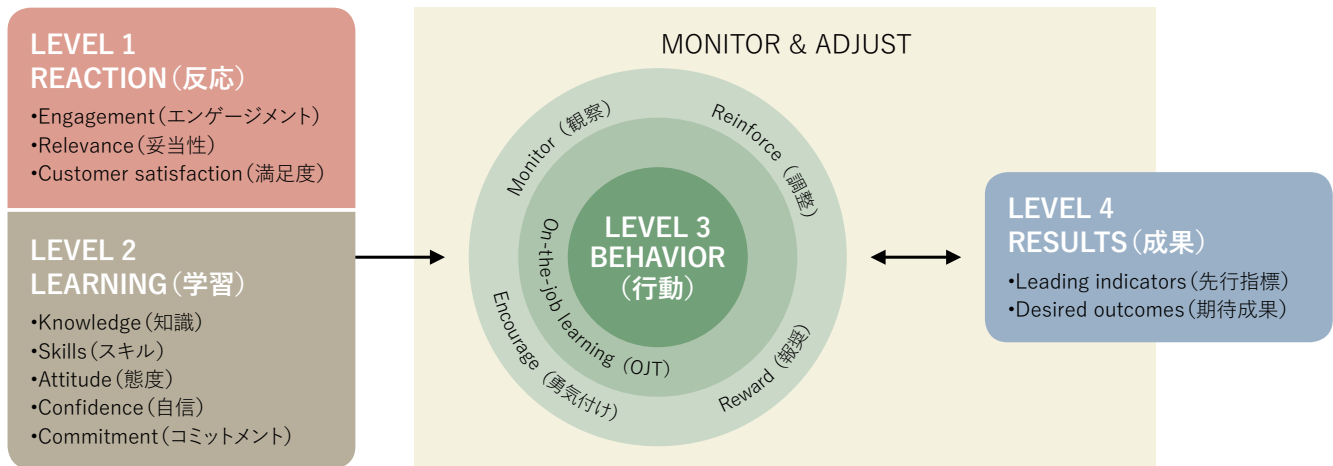 LEVEL 1
REACTION（反応）
•Engagement（エンゲージメント）
•Relevance（妥当性）
•Customer satisfaction（満足度）
LEVEL 2
LEARNING（学習）
•Knowledge（知識）
•Skills（スキル）
•Attitude（態度）
•Confidence（自信）
•Commitment（コミットメント）
MONITOR & ADJUST
Monitor（観察）
Reinforce（調整）
Encourage（勇気付け）
Reward（報奨）
On-the-job learning（OJT）
LEVEL 3
BEHAVIOR
（行動）
LEVEL 4
RESULTS（成果）
•Leading indicators（先行指標）
•Desired outcomes（期待成果）